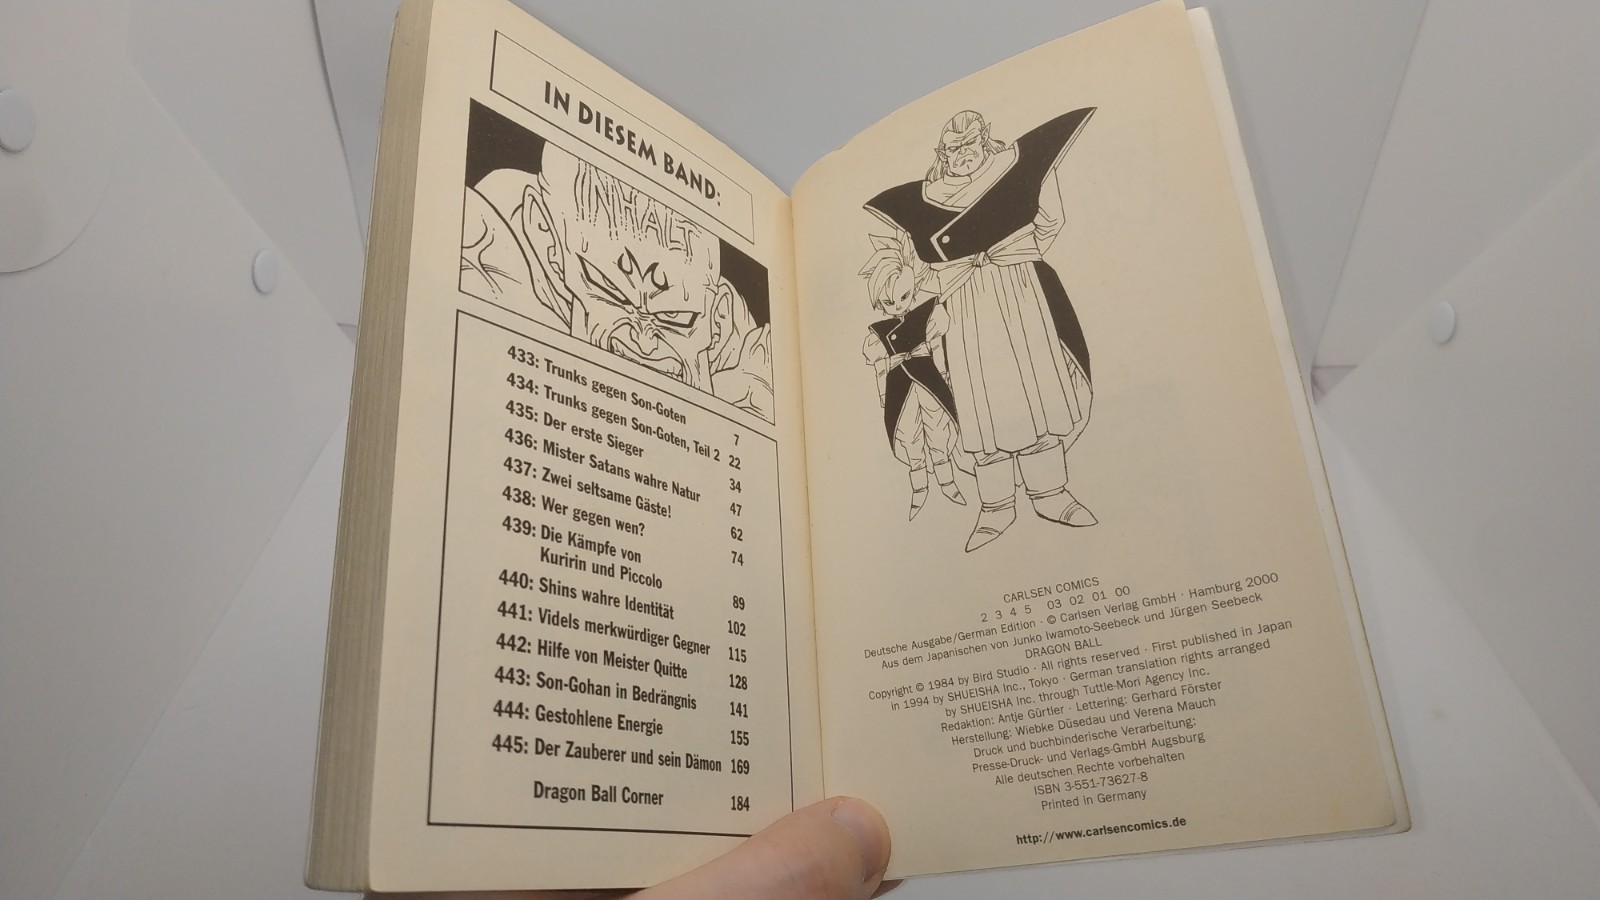 IN DIESEM BAND:
INHALT
433: Trunks gegen Son-Goten 7
434: Trunks gegen Son-Goten, Teil 2 22
435: Der erste Sieger 34
436: Mister Satans wahre Natur 47
437: Zwei seltsame Gäste! 62
438: Wer gegen wen? 74
439: Die Kämpfe von
Kuririn und Piccolo 89
440: Shins wahre Identität 102
441: Videls merkwürdiger Gegner 115
442: Hilfe von Meister Quitte 128
443: Son-Gohan in Bedrängnis 141
444: Gestohlene Energie 155
445: Der Zauberer und sein Dämon 169
Dragon Ball Corner 184
CARLSEN COMICS
2 3 4 5 03 02 01 00
Deutsche Ausgabe/German Edition · © Carlsen Verlag GmbH · Hamburg 2000
Aus dem Japanischen von Junko Iwamoto-Seebeck und Jürgen Seebeck
DRAGON BALL
Copyright © 1984 by Bird Studio · All rights reserved · First published in Japan
in 1994 by SHUEISHA Inc., Tokyo · German translation rights arranged
by SHUEISHA Inc. through Tuttle-Mori Agency Inc.
Redaktion: Antje Gürtler · Lettering: Gerhard Förster
Herstellung: Wiebke Düsedau und Verena Mauch
Druck und buchbinderische Verarbeitung:
Presse-Druck- und Verlags-GmbH Augsburg
Alle deutschen Rechte vorbehalten
ISBN 3-551-73627-8
Printed in Germany
http://www.carlsencomics.de